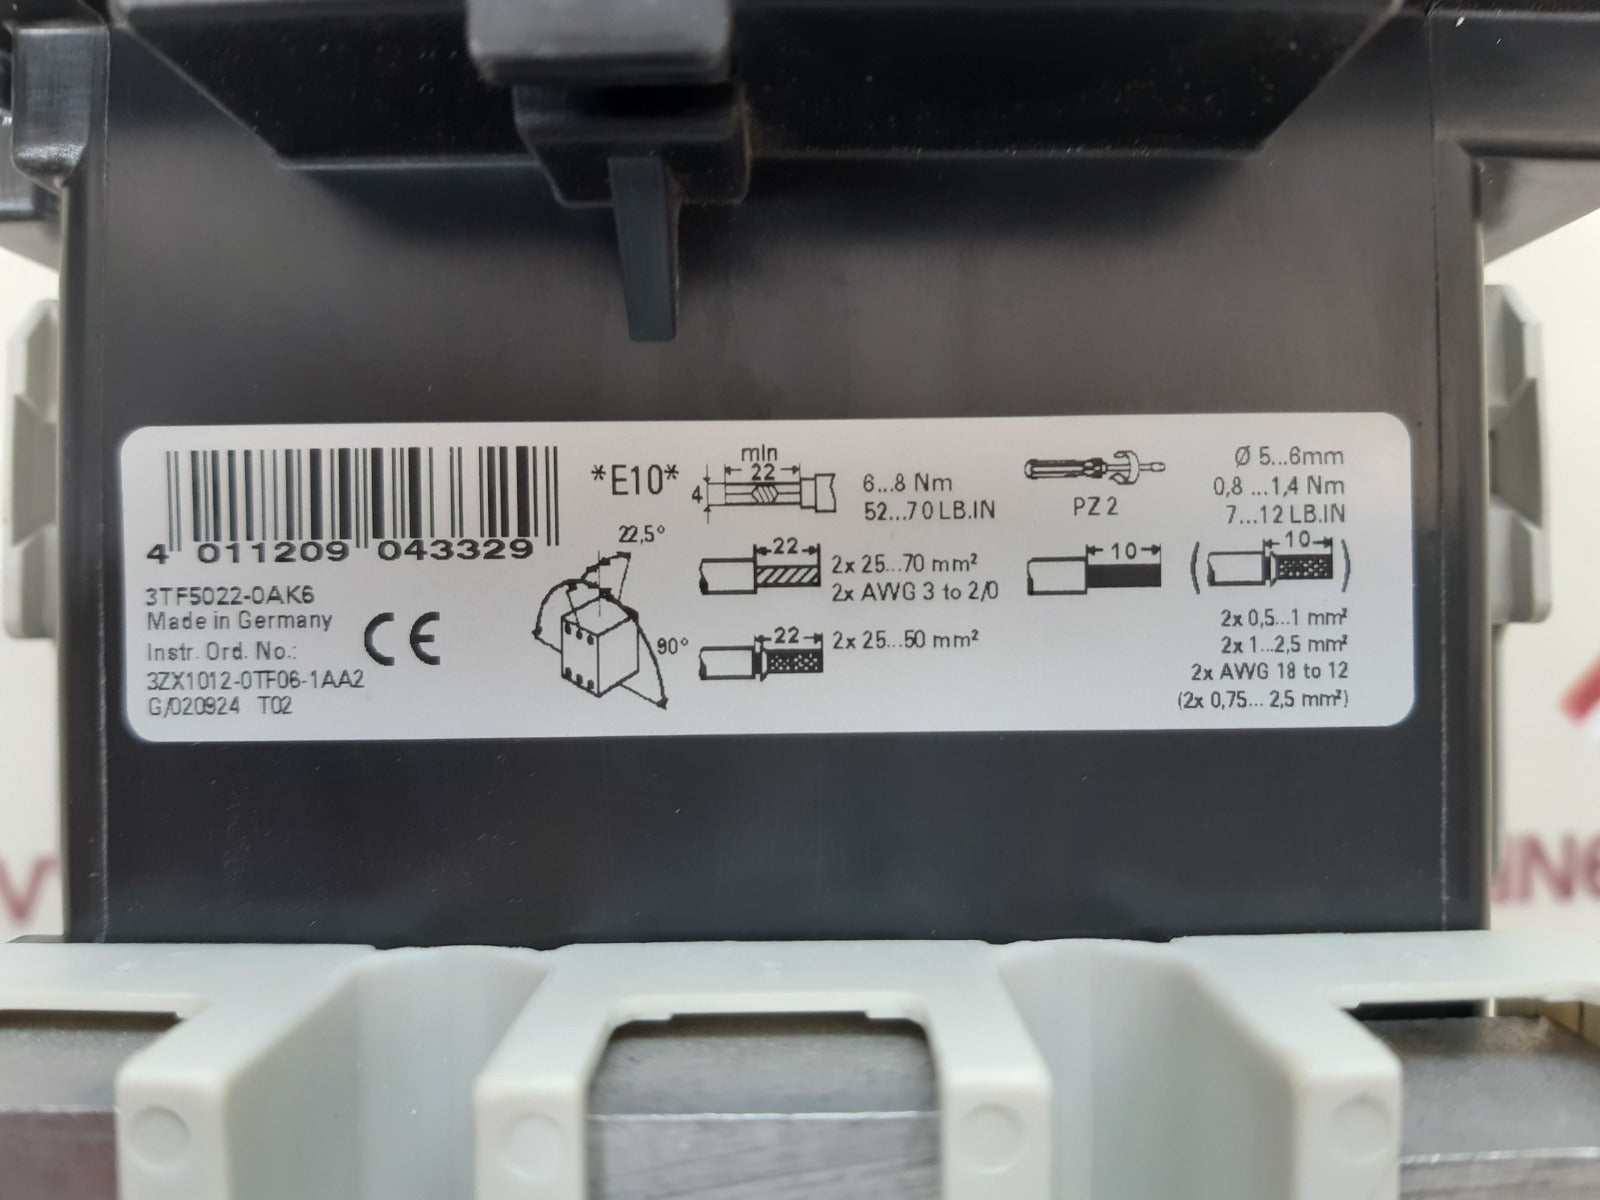 4 011209 043329
*E10*
3TF5022-0AK6
Made in Germany
Instr. Ord. No.:
3ZX1012-0TF06-1AA2
G/020924 T02
CE
22,5°
90°
min
22
4
6...8 Nm
52...70 LB.IN
22
2x 25...70 mm²
2x AWG 3 to 2/0
22
2x 25...50 mm²
PZ 2
Ø 5...6mm
0,8 ...1,4 Nm
7...12 LB.IN
10
( 10 )
2x 0,5...1 mm²
2x 1...2,5 mm²
2x AWG 18 to 12
(2x 0,75... 2,5 mm²)